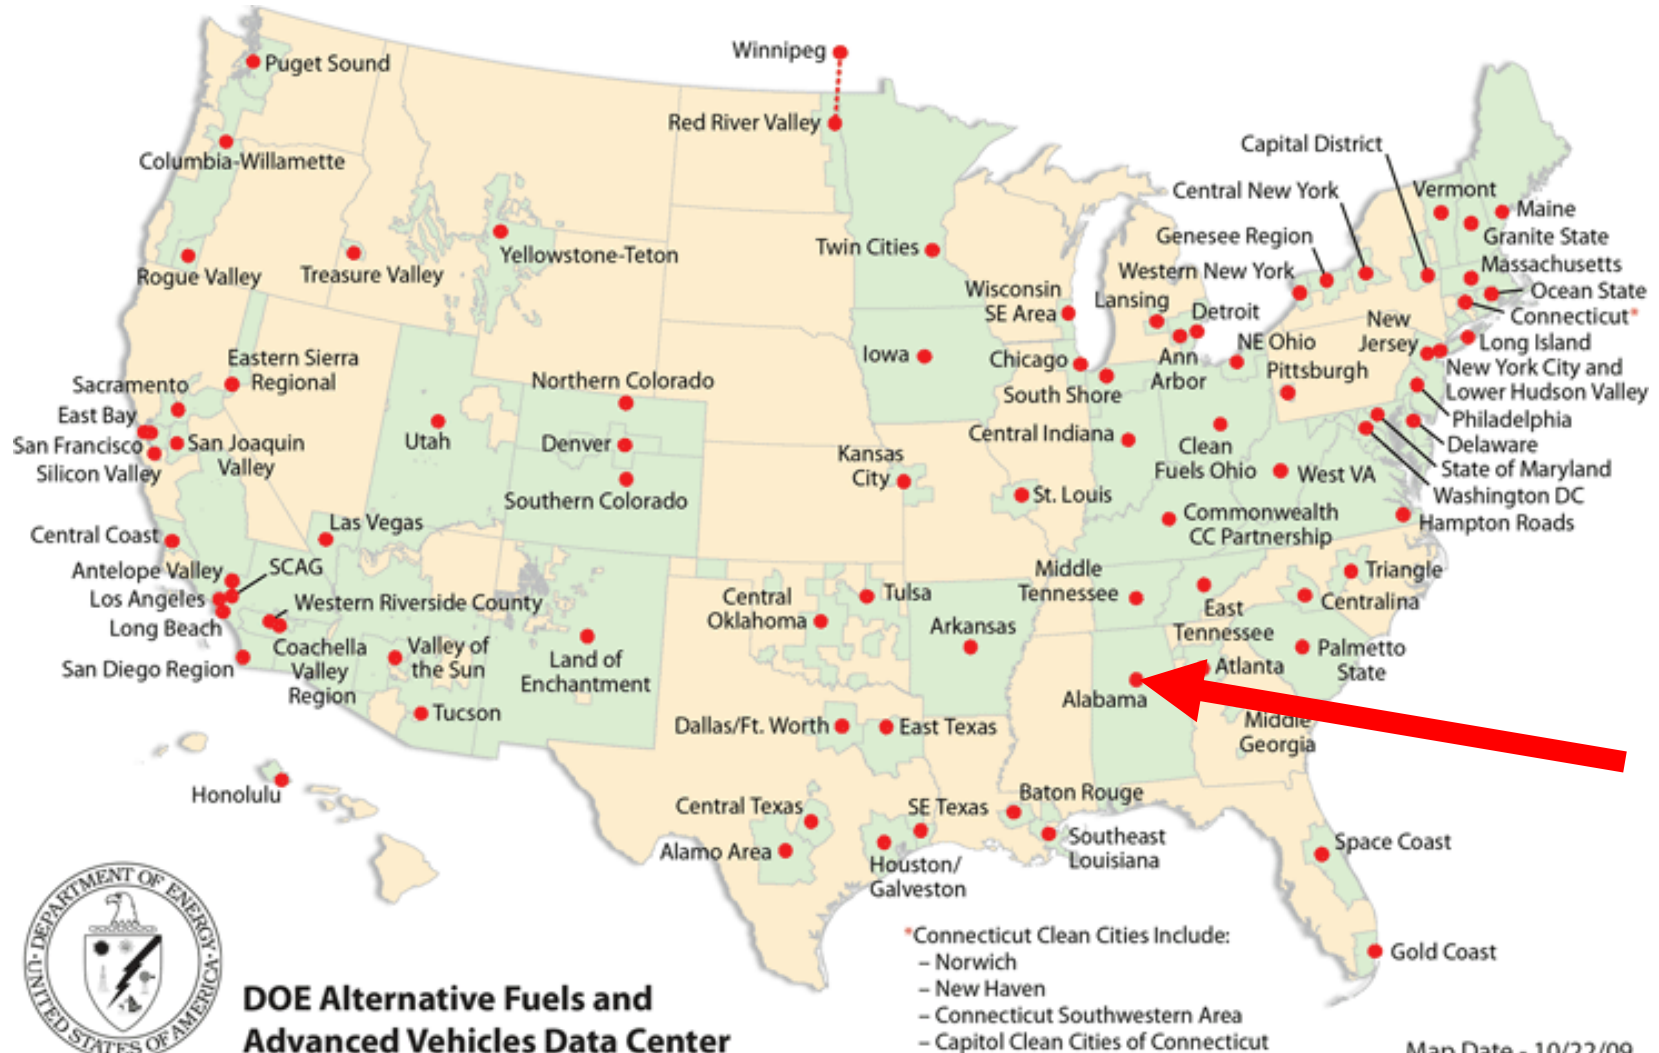 Winnipeg
Puget Sound
Red River Valley
Columbia-Willamette
Capital District
Central New York
Vermont
Maine
Genesee Region
Granite State
Twin Cities
Yellowstone-Teton
Rogue Valley
Treasure Valley
Western New York
Massachusetts
Wisconsin
SE Area
Lansing
Ocean State
Detroit
Connecticut*
New
Jersey
NE Ohio
Long Island
Iowa
Chicago
Ann
Arbor
Pittsburgh
New York City and
Lower Hudson Valley
Eastern Sierra
Regional
Northern Colorado
Sacramento
South Shore
East Bay
Philadelphia
Utah
Denver
Central Indiana
Clean
Fuels Ohio
Delaware
San Francisco
San Joaquin
Valley
Kansas
City
West VA
State of Maryland
Silicon Valley
Southern Colorado
St. Louis
Washington DC
Commonwealth
CC Partnership
Las Vegas
Hampton Roads
Central Coast
SCAG
Antelope Valley
Middle
Tennessee
Triangle
Los Angeles
Western Riverside County
Central
Oklahoma
Tulsa
East
Tennessee
Centralina
Long Beach
Arkansas
Coachella
Valley
Region
Valley of
the Sun
Land of
Enchantment
Palmetto
State
San Diego Region
Atlanta
Alabama
Tucson
Dallas/Ft. Worth
East Texas
Middle
Georgia
Honolulu
Central Texas
SE Texas
Baton Rouge
Southeast
Louisiana
Space Coast
Alamo Area
Houston/
Galveston
*Connecticut Clean Cities Include:
– Norwich
– New Haven
– Connecticut Southwestern Area
– Capitol Clean Cities of Connecticut
Gold Coast
DEPARTMENT OF ENERGY
UNITED STATES OF AMERICA
DOE Alternative Fuels and
Advanced Vehicles Data Center
Map Date - 10/22/09